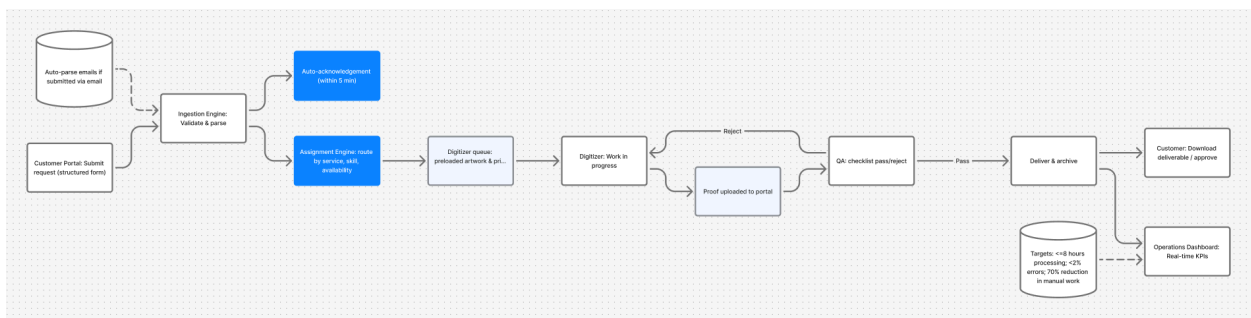 Auto-parse emails if
submitted via email
Customer Portal: Submit
request (structured form)
Ingestion Engine:
Validate & parse
Auto-acknowledgement
(within 5 min)
Assignment Engine: route
by service, skill,
availability
Digitizer queue:
preloaded artwork & pri...
Digitizer: Work in
progress
Reject
Proof uploaded to portal
QA: checklist pass/reject
Pass
Deliver & archive
Customer: Download
deliverable / approve
Targets: <=8 hours
processing; <2%
errors; 70% reduction
in manual work
Operations Dashboard:
Real-time KPIs